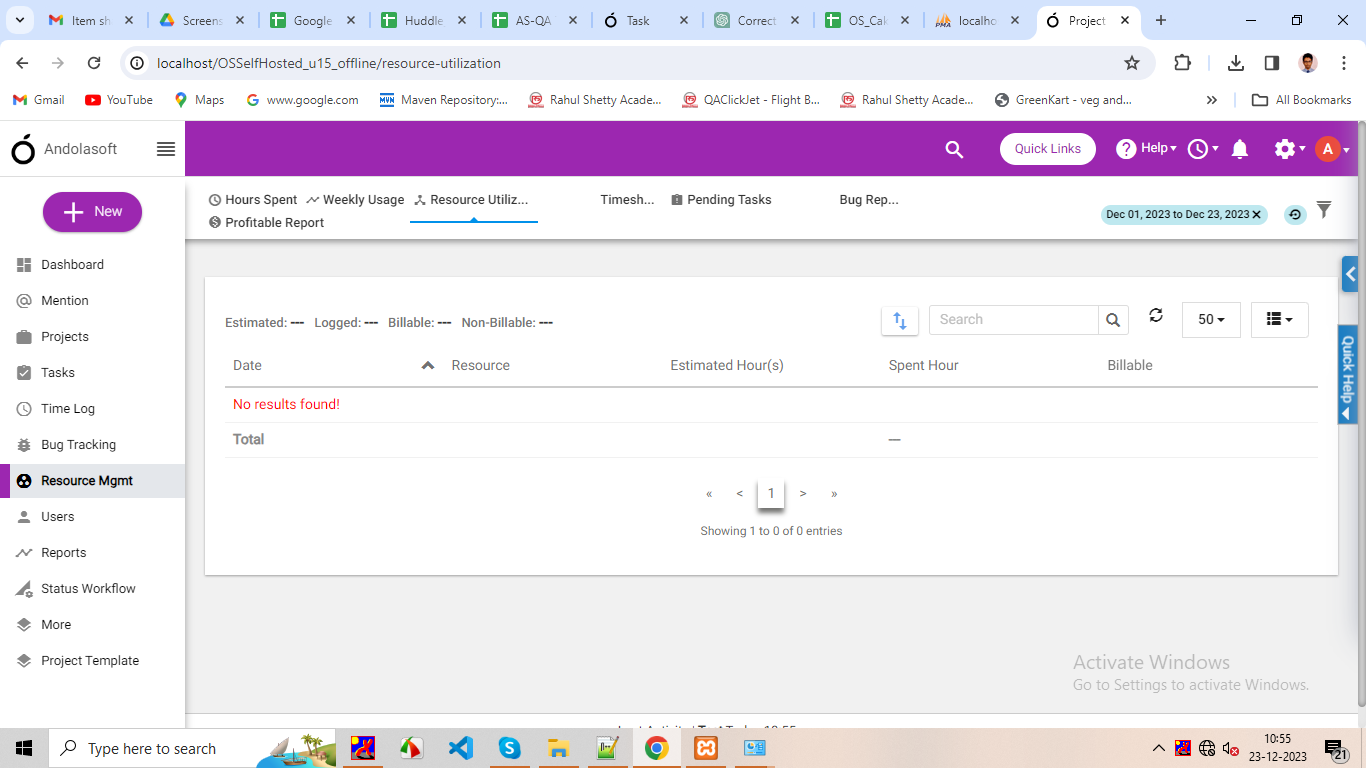 Item sh
Screens
Google
Huddle
AS-QA
Task
Correct
OS_Cal
localho
Project
localhost/OSSelfHosted_u15_offline/resource-utilization
Gmail YouTube Maps www.google.com Maven Repository:... Rahul Shetty Acade... QAClickJet - Flight B... Rahul Shetty Acade... GreenKart - veg and... » All Bookmarks
Andolasoft
Quick Links Help A
New
Hours Spent Weekly Usage Resource Utiliz... Timesh... Pending Tasks Bug Rep...
Profitable Report
Dec 01, 2023 to Dec 23, 2023
Dashboard
Mention
Projects
Tasks
Time Log
Bug Tracking
Resource Mgmt
Users
Reports
Status Workflow
More
Project Template
Estimated: --- Logged: --- Billable: --- Non-Billable: ---
Search
50
Date Resource Estimated Hour(s) Spent Hour Billable
No results found!
Total ---
« < 1 > »
Showing 1 to 0 of 0 entries
Quick Help
Activate Windows
Go to Settings to activate Windows.
Type here to search
10:55
23-12-2023
21